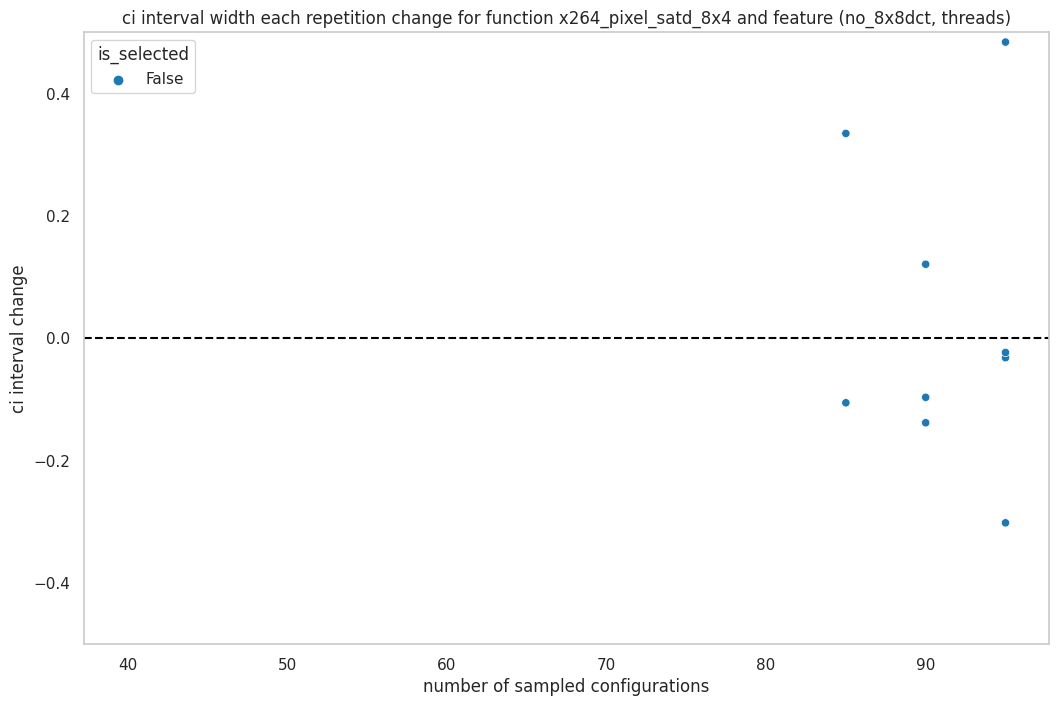 ci interval width each repetition change for function x264_pixel_satd_8x4 and feature (no_8x8dct, threads)
is_selected
False
0.4
0.2
0.0
−0.2
−0.4
ci interval change
40 50 60 70 80 90
number of sampled configurations